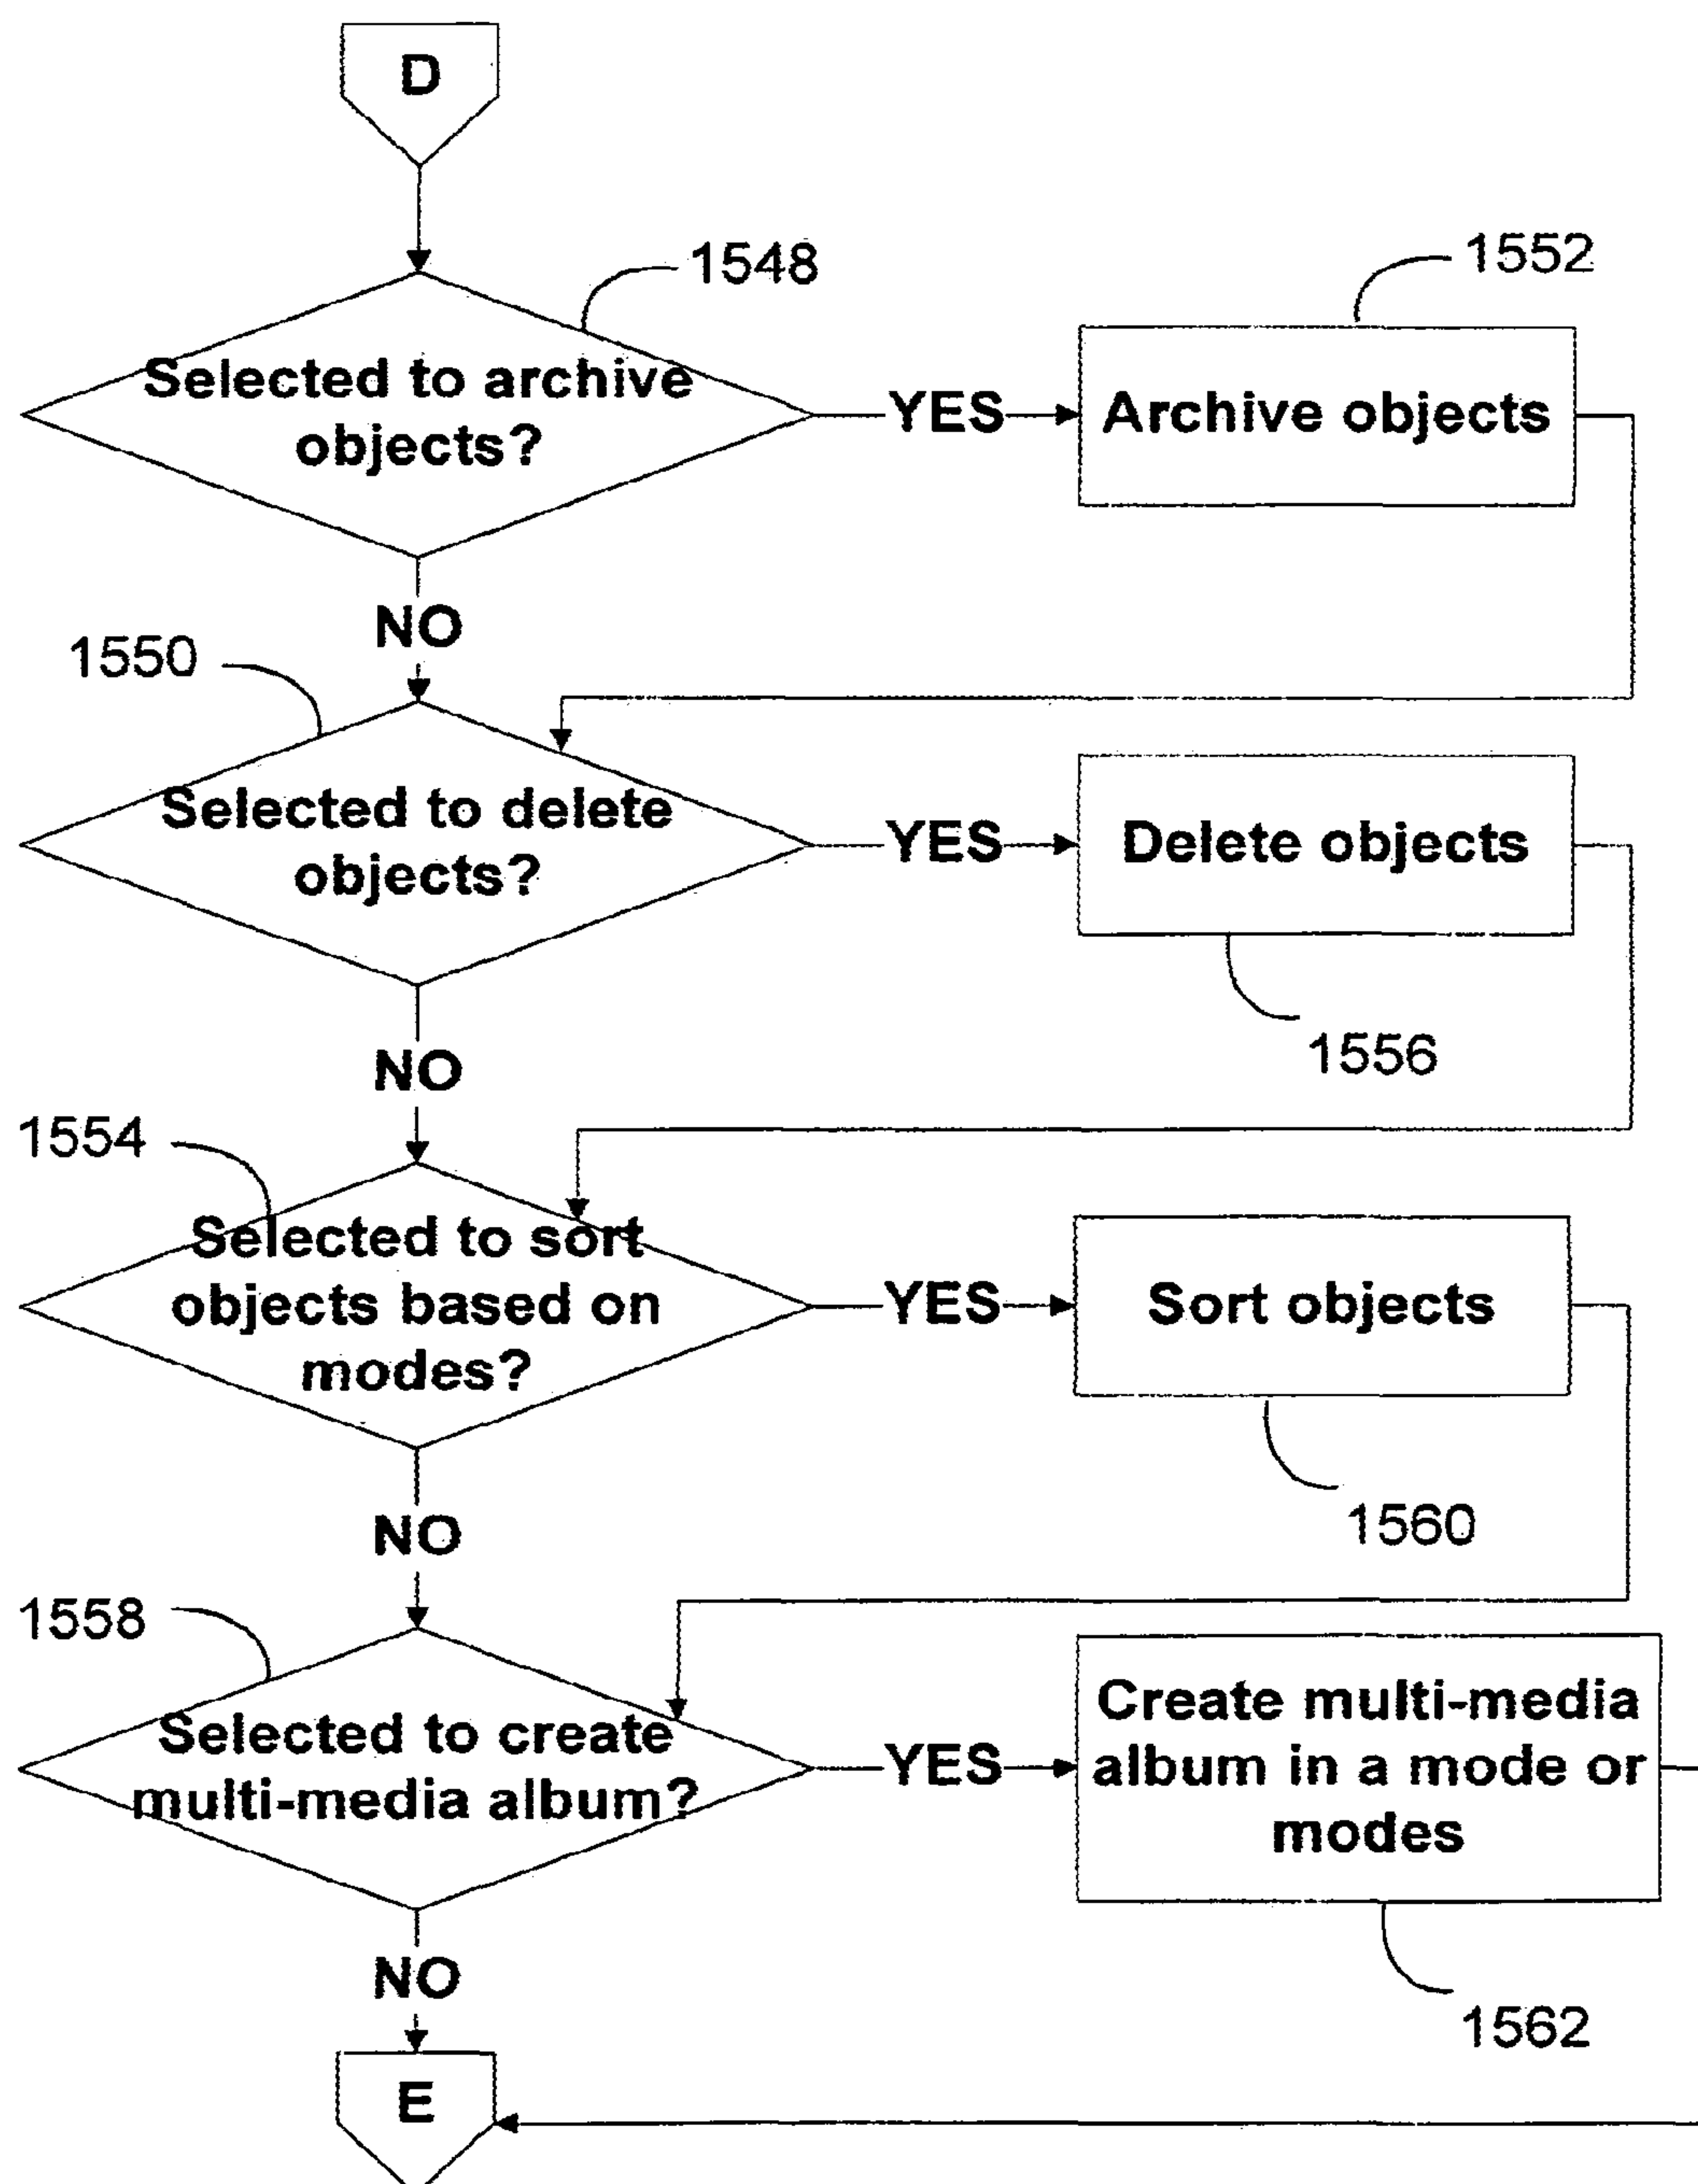 D
1548
1552
Selected to archive
objects?
YES
Archive objects
NO
1550
Selected to delete
objects?
YES
Delete objects
1556
NO
1554
Selected to sort
objects based on
modes?
YES
Sort objects
1560
NO
1558
Selected to create
multi-media album?
YES
Create multi-media
album in a mode or
modes
NO
1562
E